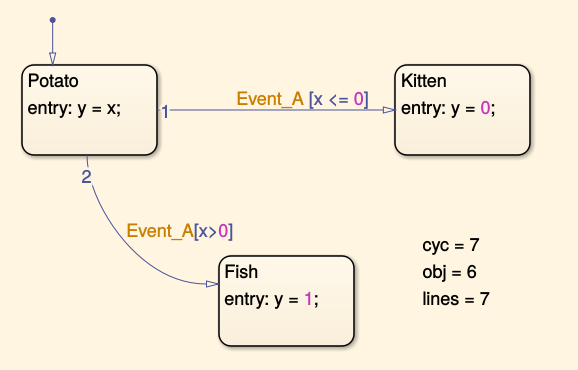 Potato
entry: y = x;
1
Event_A [x <= 0]
Kitten
entry: y = 0;
2
Event_A[x>0]
Fish
entry: y = 1;
cyc = 7
obj = 6
lines = 7